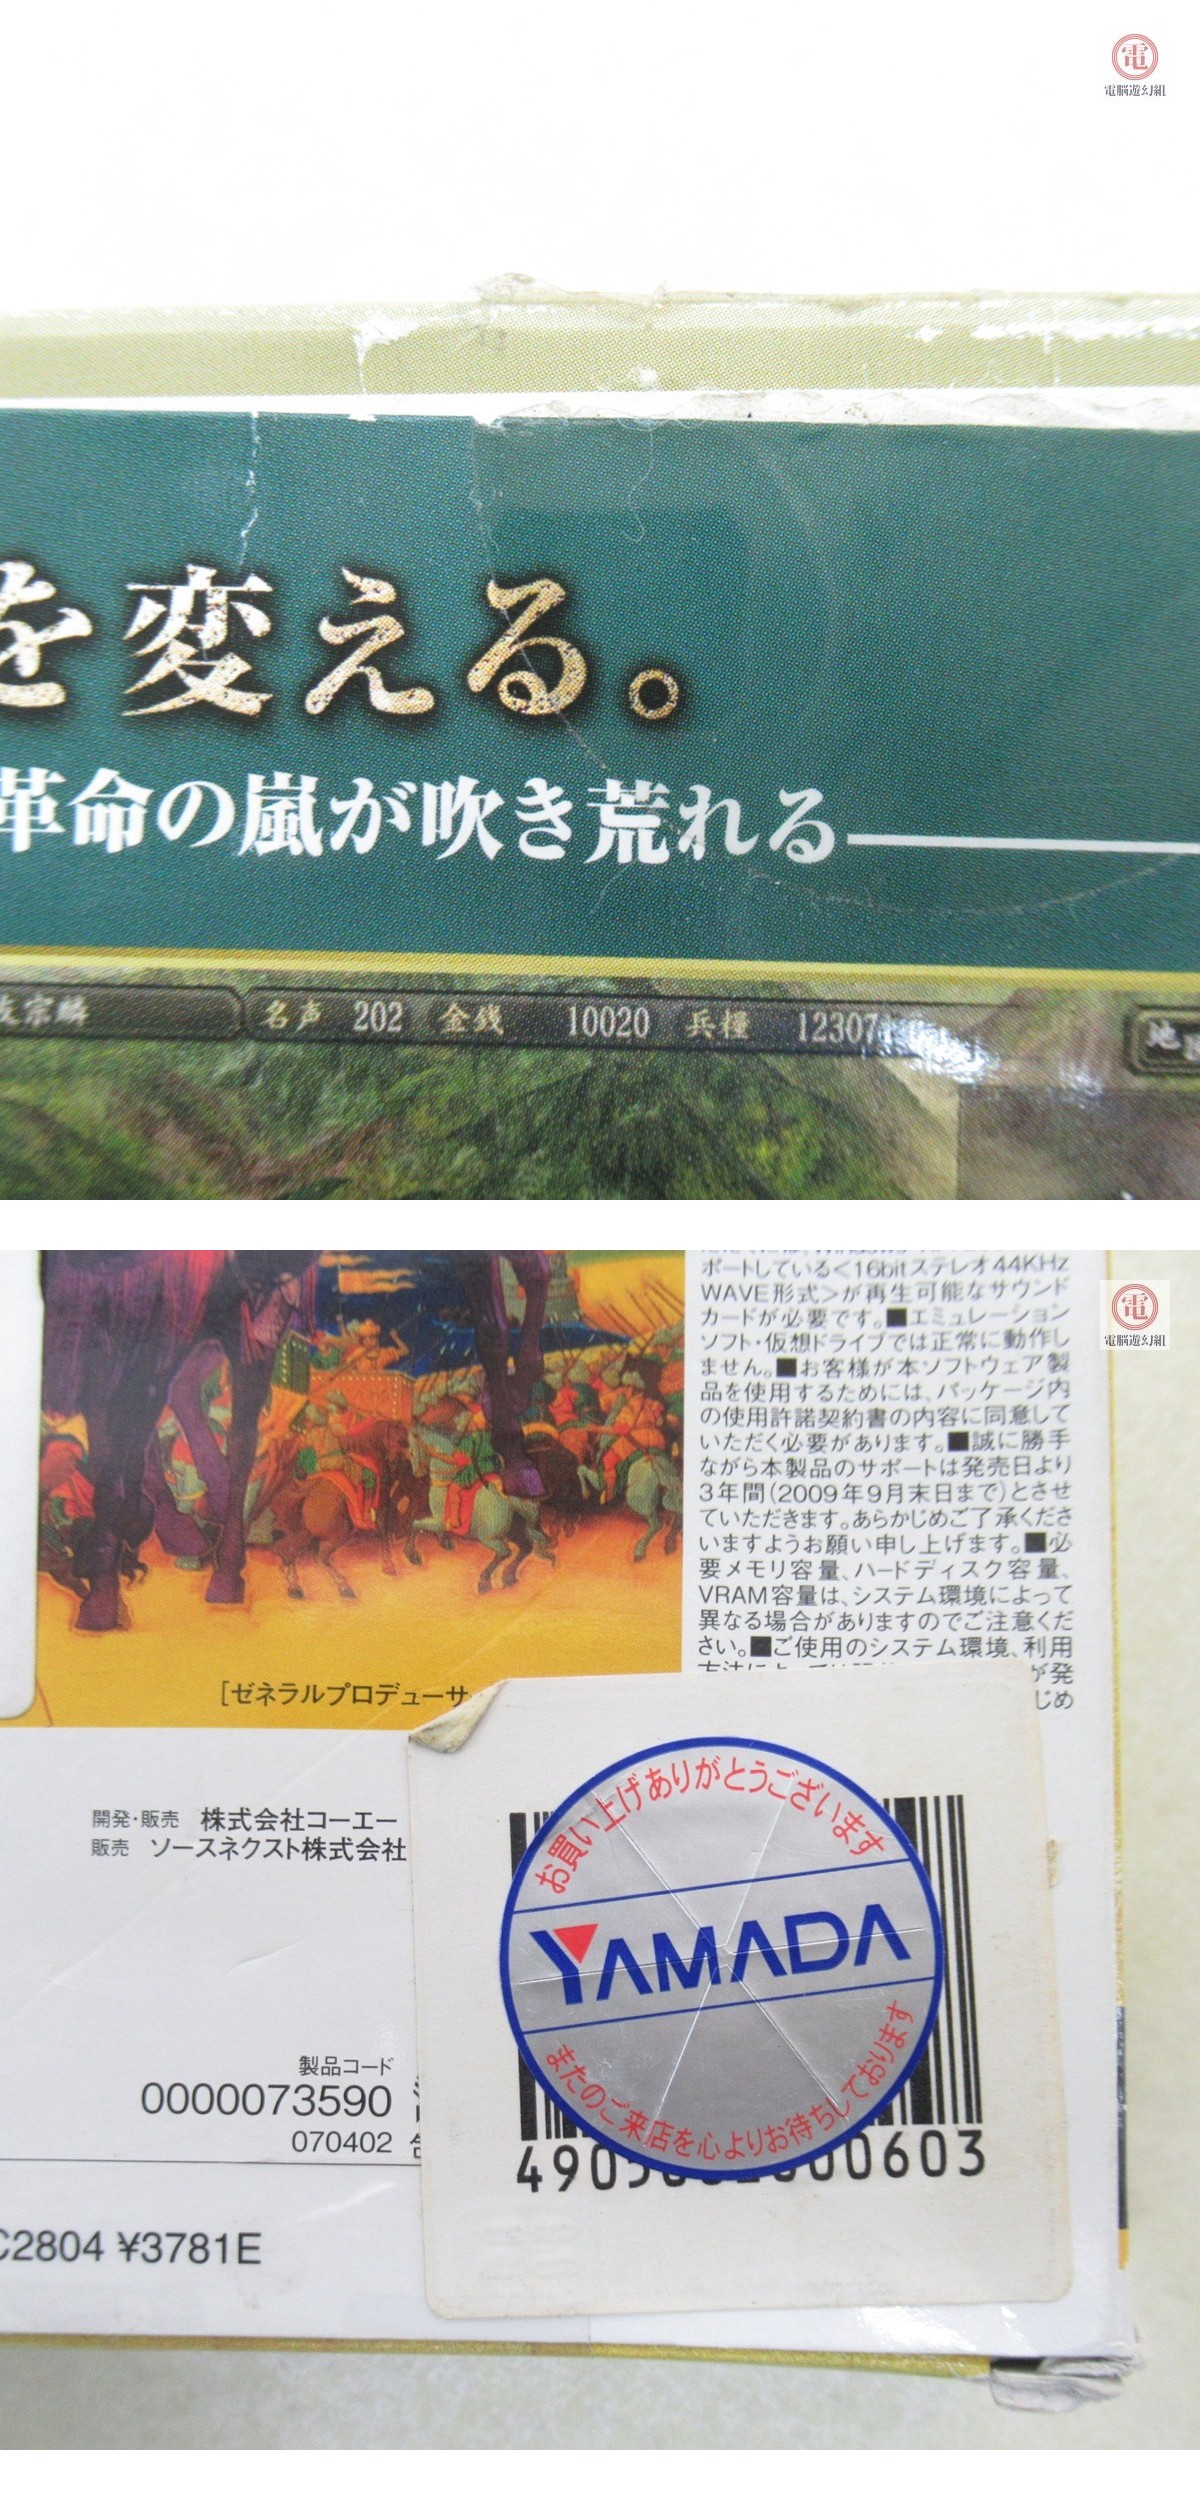 電
電脳遊幻組
を変える。
革命の嵐が吹き荒れる
友宗麟 名声 202 金銭 10020 兵糧 12307
地
電
電脳遊幻組
ポートしている<16bitステレオ44KHz
WAVE形式>が再生可能なサウンド
カードが必要です。■エミュレーション
ソフト・仮想ドライブでは正常に動作し
ません。■お客様が本ソフトウェア製
品を使用するためには、パッケージ内
の使用許諾契約書の内容に同意して
いただく必要があります。■誠に勝手
ながら本製品のサポートは発売日より
3年間(2009年9月末日まで)とさせ
ていただきます。あらかじめご了承くださ
いますようお願い申し上げます。■必
要メモリ容量、ハードディスク容量、
VRAM容量は、システム環境によって
異なる場合がありますのでご注意くだ
さい。■ご使用のシステム環境、利用
が発
じめ
[ゼネラルプロデューサ
開発・販売 株式会社コーエー
販売 ソースネクスト株式会社
お買い上げありがとうございます
YAMADA
またのご来店を心よりお待ちしております
製品コード
0000073590
070402
490 00603
C2804 ¥3781E